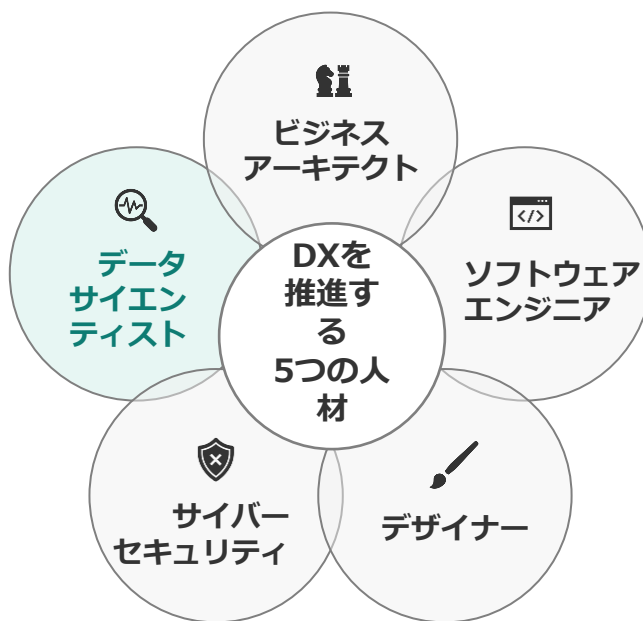 ビジネス
アーキテクト
データ
サイエン
ティスト
DXを
推進す
る
5つの人
材
ソフトウェア
エンジニア
</>
サイバー
セキュリティ
デザイナー